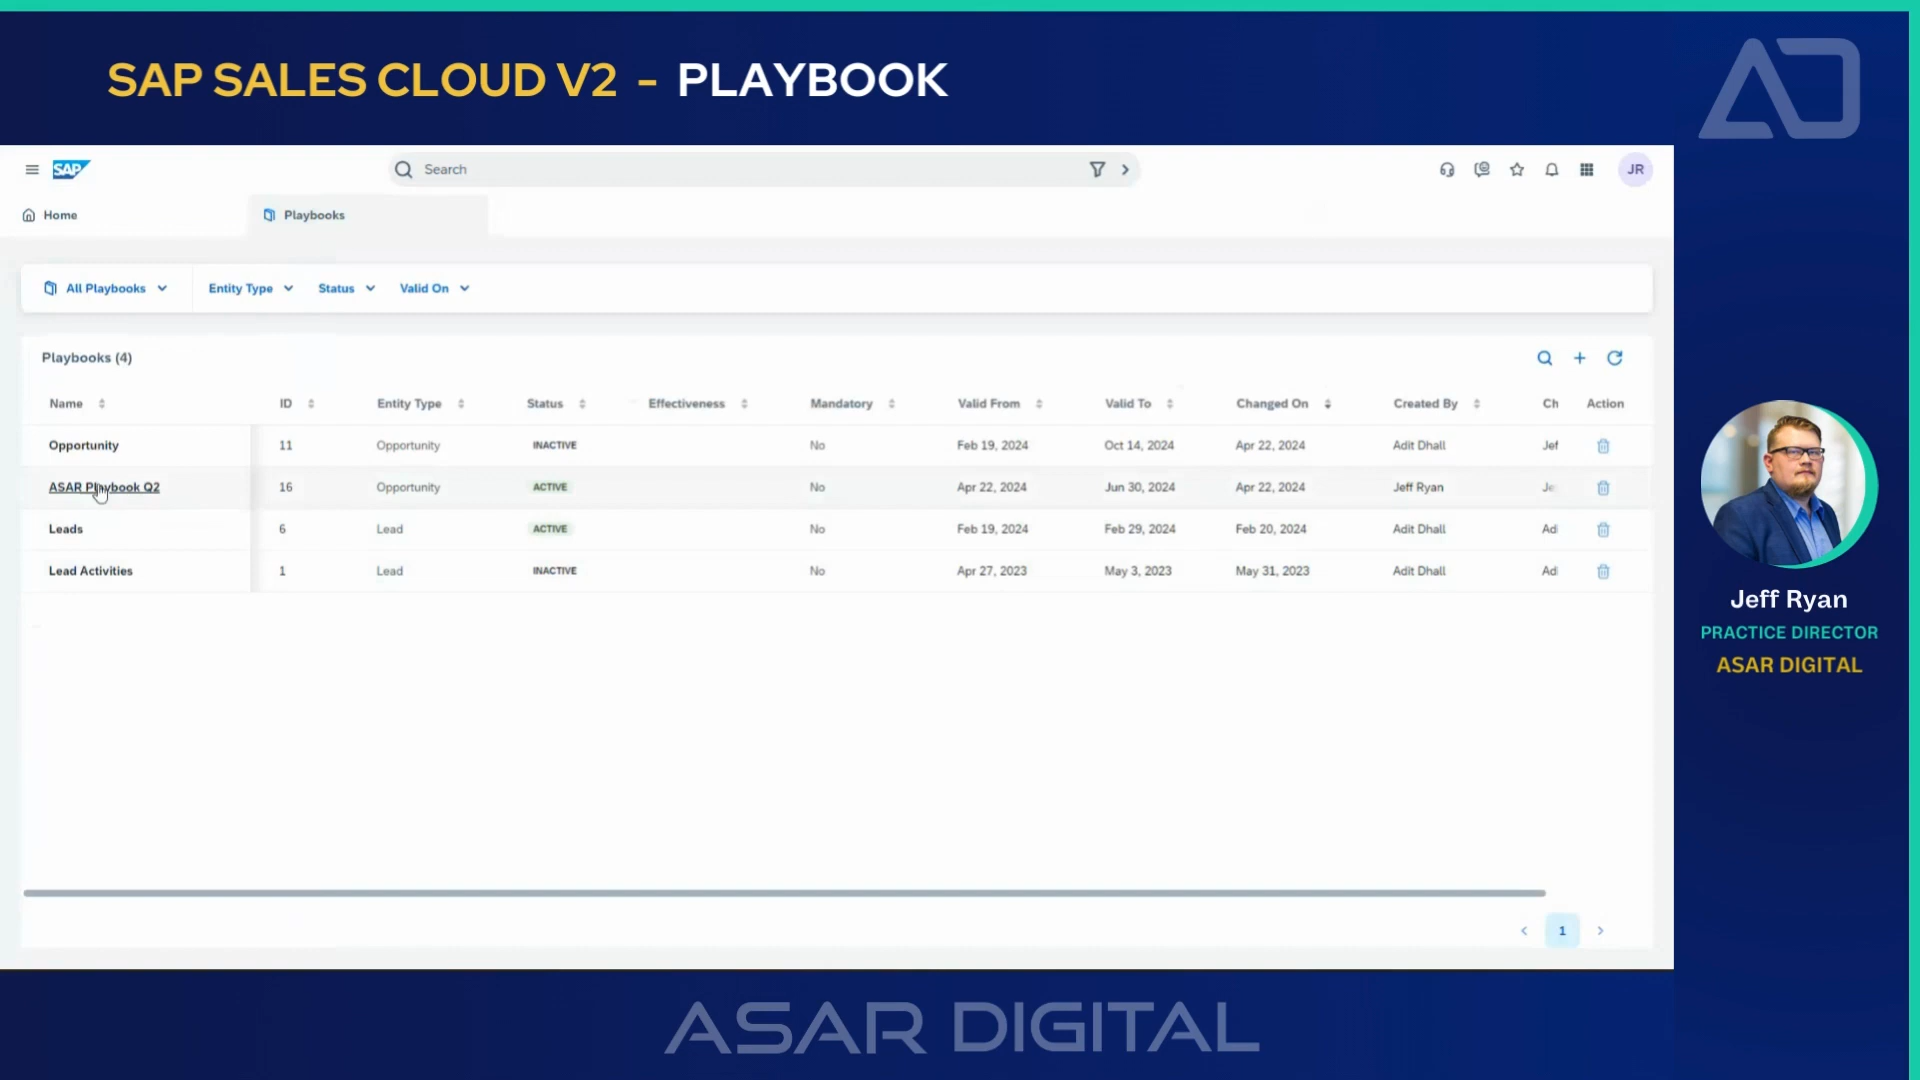 SAP SALES CLOUD V2 - PLAYBOOK
SAP
Search
JR
Home
Playbooks
All Playbooks
Entity Type
Status
Valid On
Playbooks (4)
Name ID Entity Type Status Effectiveness Mandatory Valid From Valid To Changed On Created By Ch Action
Opportunity 11 Opportunity INACTIVE No Feb 19, 2024 Oct 14, 2024 Apr 22, 2024 Adit Dhall Jef
ASAR Playbook Q2 16 Opportunity ACTIVE No Apr 22, 2024 Jun 30, 2024 Apr 22, 2024 Jeff Ryan Je
Leads 6 Lead ACTIVE No Feb 19, 2024 Feb 29, 2024 Feb 20, 2024 Adit Dhall Ad
Lead Activities 1 Lead INACTIVE No Apr 27, 2023 May 3, 2023 May 31, 2023 Adit Dhall Ad
1
Jeff Ryan
PRACTICE DIRECTOR
ASAR DIGITAL
ASAR DIGITAL